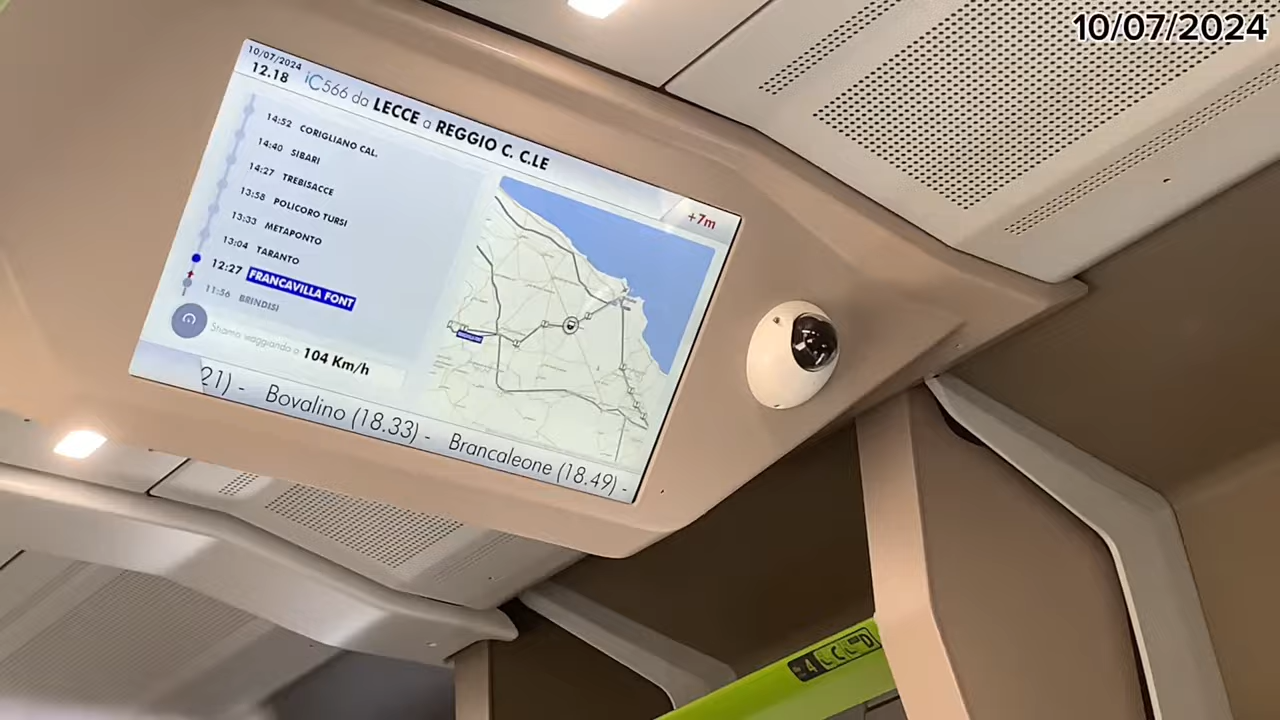 10/07/2024
10/07/2024
12.18
iC566 da LECCE a REGGIO C. C.LE
+7m
14:52 CORIGLIANO CAL.
14:40 SIBARI
14:27 TREBISACCE
13:58 POLICORO TURSI
13:33 METAPONTO
13:04 TARANTO
12:27 FRANCAVILLA FONT
11:56 BRINDISI
Stiamo viaggiando a 104 Km/h
21) - Bovalino (18.33) - Brancaleone (18.49) -